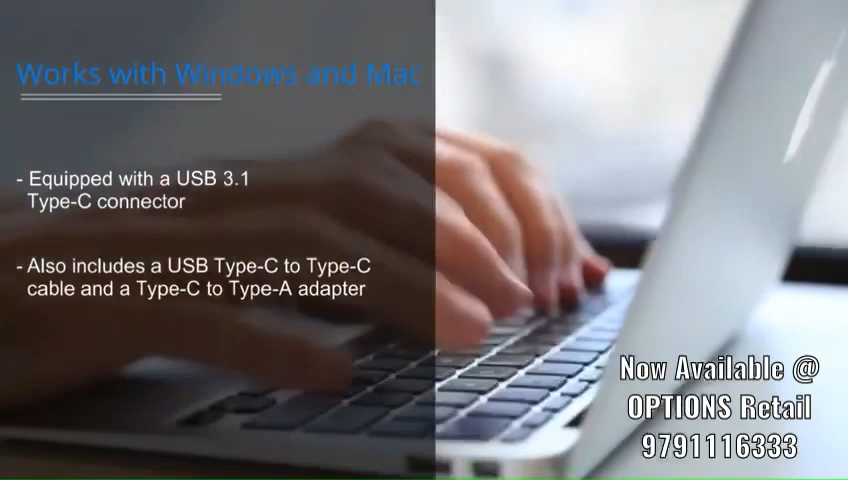 Works with Windows and Mac
- Equipped with a USB 3.1
Type-C connector
- Also includes a USB Type-C to Type-C
cable and a Type-C to Type-A adapter
Now Available @
OPTIONS Retail
9791116333